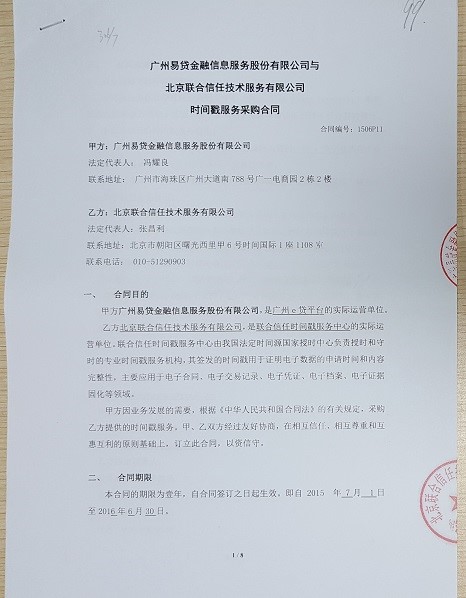 广州易贷金融信息服务股份有限公司与
北京联合信任技术服务有限公司
时间戳服务采购合同
合同编号：1506P11
甲方：广州易贷金融信息服务股份有限公司
法定代表人： 冯耀良
联系地址： 广州市海珠区广州大道南788号广一电商园2栋2楼
乙方：北京联合信任技术服务有限公司
法定代表人：张昌利
联系地址：北京市朝阳区曙光西里甲6号时间国际1座1108室
联系电话： 010-51290903
一、 合同目的
甲方广州易贷金融信息服务股份有限公司，是广州e贷平台的实际运营单位。
乙方北京联合信任技术服务有限公司，是联合信任时间戳服务中心的实际运
营单位。联合信任时间戳服务中心由我国法定时间源国家授时中心负责授时和守
时的专业时间戳服务机构，其签发的时间戳用于证明电子数据的申请时间和内容
完整性，主要应用于电子合同、电子交易记录、电子凭证、电子档案、电子证据
固化等领域。
甲方因业务发展的需要，根据《中华人民共和国合同法》的有关规定，采购
乙方提供的时间戳服务。甲、乙双方经过友好协商，在相互信任、相互尊重和互
惠互利的原则基础上，订立此合同，以资信守。
二、 合同期限
本合同的期限为壹年，自合同签订之日起生效。即自 2015 年 7 月 1 日
至 2016 年 6 月 30 日。
北京联合信任
1 / 8